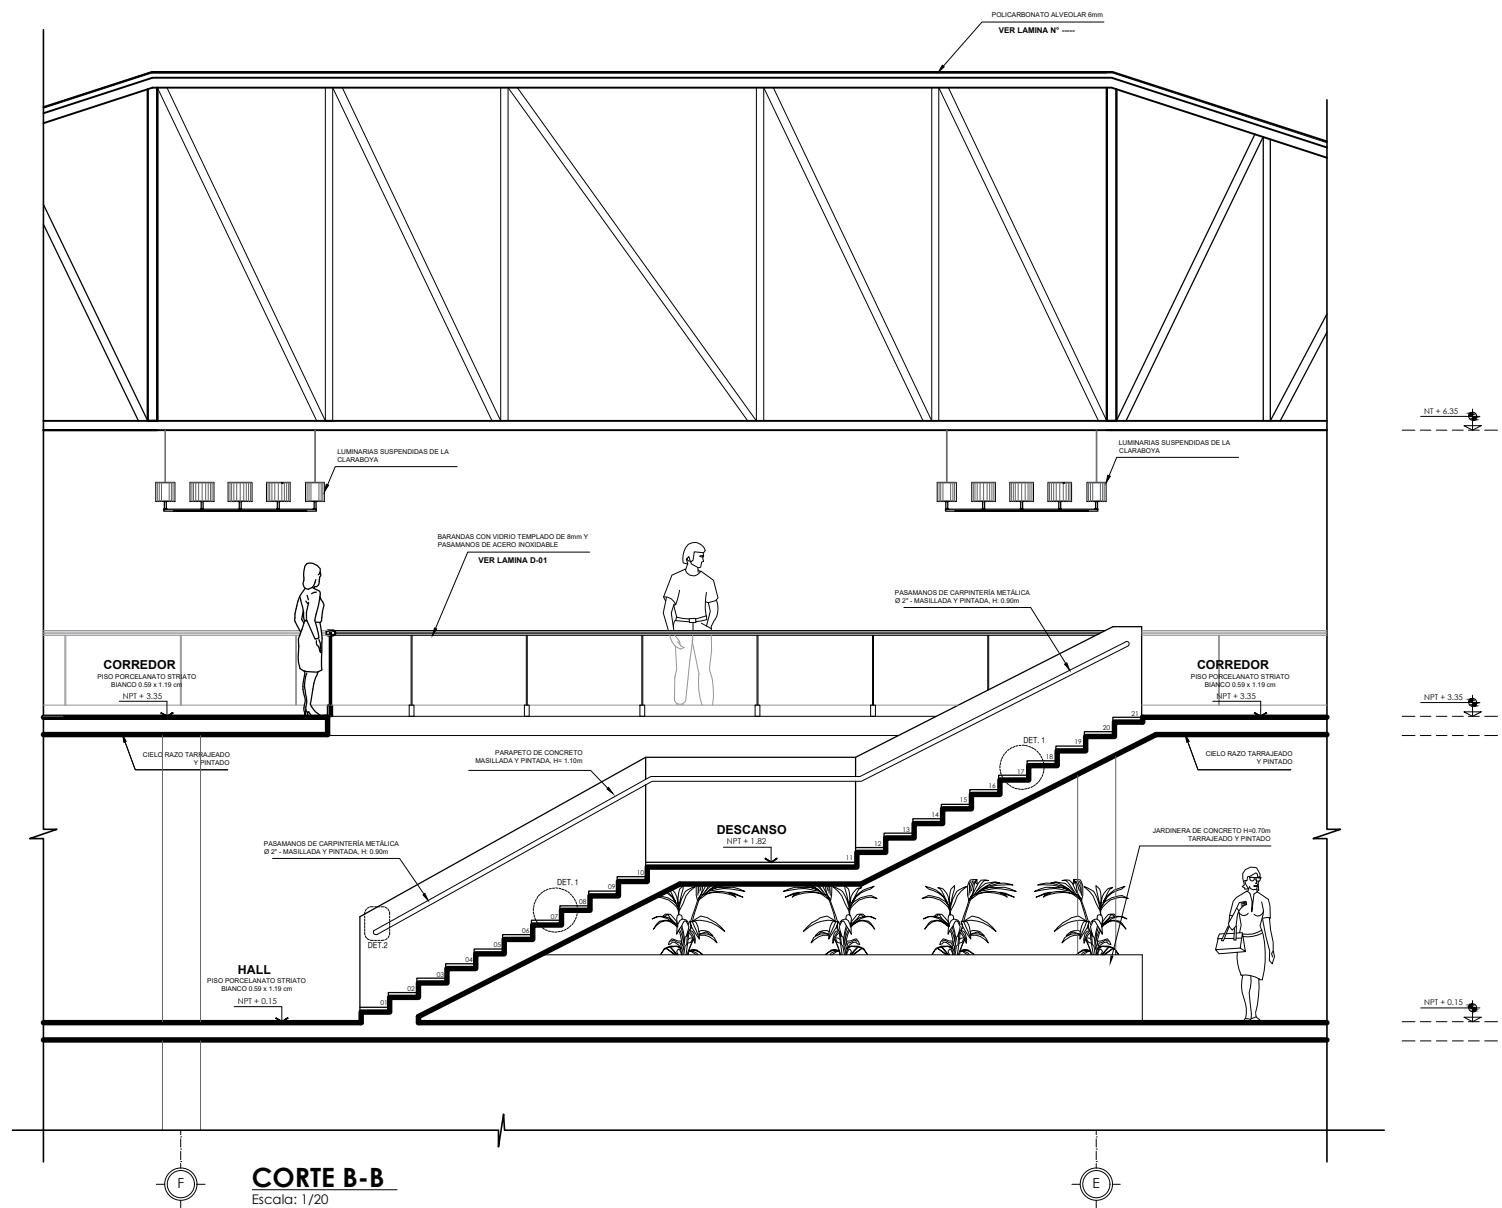 POLICARBONATO ALVEOLAR 6mm
VER LAMINA N° -----
NT + 6.35
LUMINARIAS SUSPENDIDAS DE LA
CLARABOYA
LUMINARIAS SUSPENDIDAS DE LA
CLARABOYA
BARANDAS CON VIDRIO TEMPLADO DE 8mm Y
PASAMANOS DE ACERO INOXIDABLE
VER LAMINA D-01
PASAMANOS DE CARPINTERÍA METÁLICA
Ø 2" - MASILLADA Y PINTADA, H: 0.90m
CORREDOR
PISO PORCELANATO STRIATO
BIANCO 0.59 x 1.19 cm
NPT + 3.35
CORREDOR
PISO PORCELANATO STRIATO
BIANCO 0.59 x 1.19 cm
NPT + 3.35
NPT + 3.35
CIELO RAZO TARRAJEADO
Y PINTADO
PARAPETO DE CONCRETO
MASILLADA Y PINTADA, H= 1.10m
DET. 1
CIELO RAZO TARRAJEADO
Y PINTADO
21
20
19
18
17
16
15
14
13
12
11
DESCANSO
NPT + 1.82
JARDINERA DE CONCRETO H=0.70m
TARRAJEADO Y PINTADO
PASAMANOS DE CARPINTERÍA METÁLICA
Ø 2" - MASILLADA Y PINTADA, H: 0.90m
DET. 1
10
09
08
07
06
05
04
03
02
01
DET.2
HALL
PISO PORCELANATO STRIATO
BIANCO 0.59 x 1.19 cm
NPT + 0.15
NPT + 0.15
F
E
CORTE B-B
Escala: 1/20